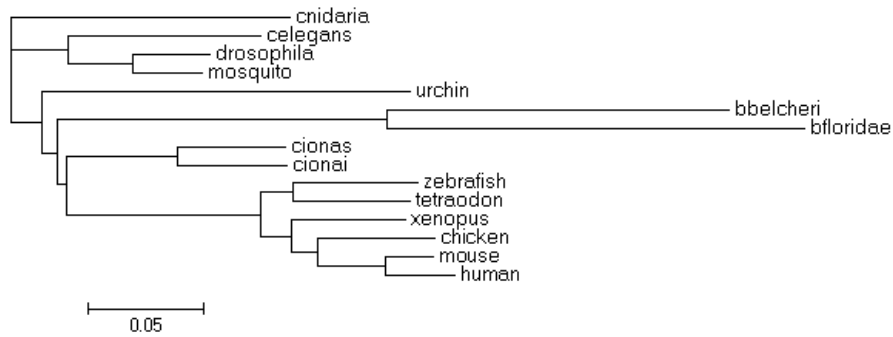 cnidaria
celegans
drosophila
mosquito
urchin
bbelcheri
bfloridae
cionas
cionai
zebrafish
tetraodon
xenopus
chicken
mouse
human
0.05